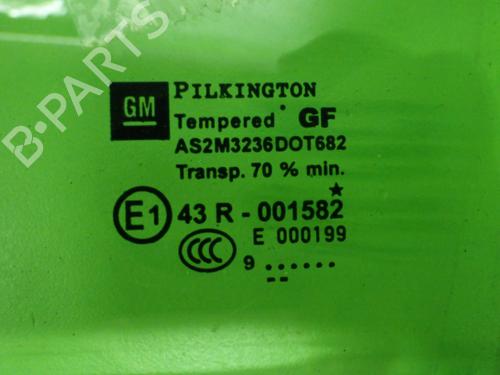 B-PARTS
GM PILKINGTON
Tempered GF
AS2M3236DOT682
Transp. 70 % min.
E1 43 R - 001582
CCC E 000199
9 ......
--